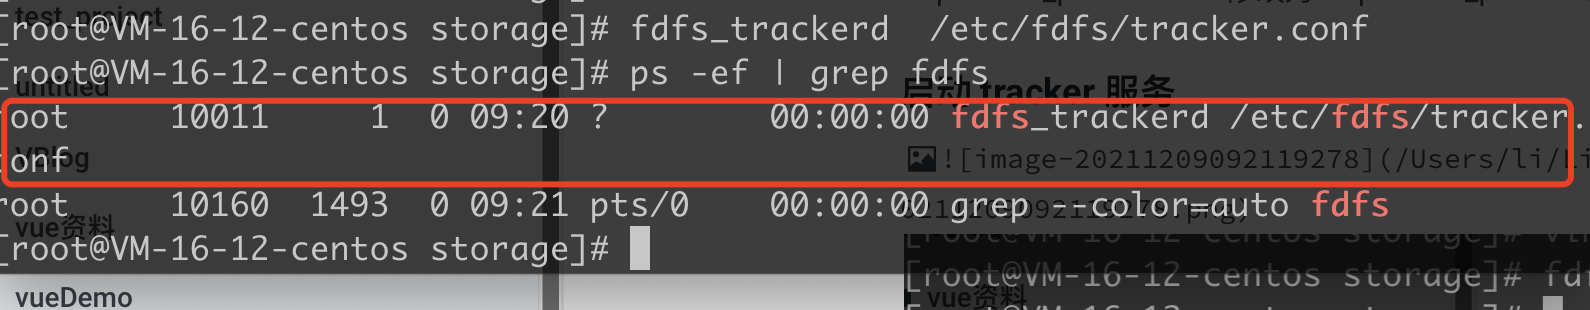 test_project
[root@VM-16-12-centos storage]# fdfs_trackerd  /etc/fdfs/tracker.conf
[root@VM-16-12-centos storage]# ps -ef | grep fdfs
untitled
启动 tracker 服务
root     10011     1  0 09:20 ?        00:00:00 fdfs_trackerd /etc/fdfs/tracker.
onf
VBlog
![image-20211209092119278](/Users/li/Li
root     10160  1493  0 09:21 pts/0    00:00:00 grep --color=auto fdfs
vue资料
[root@VM-16-12-centos storage]#
[root@VM-16-12-centos storage]# fd
vueDemo
vue资料